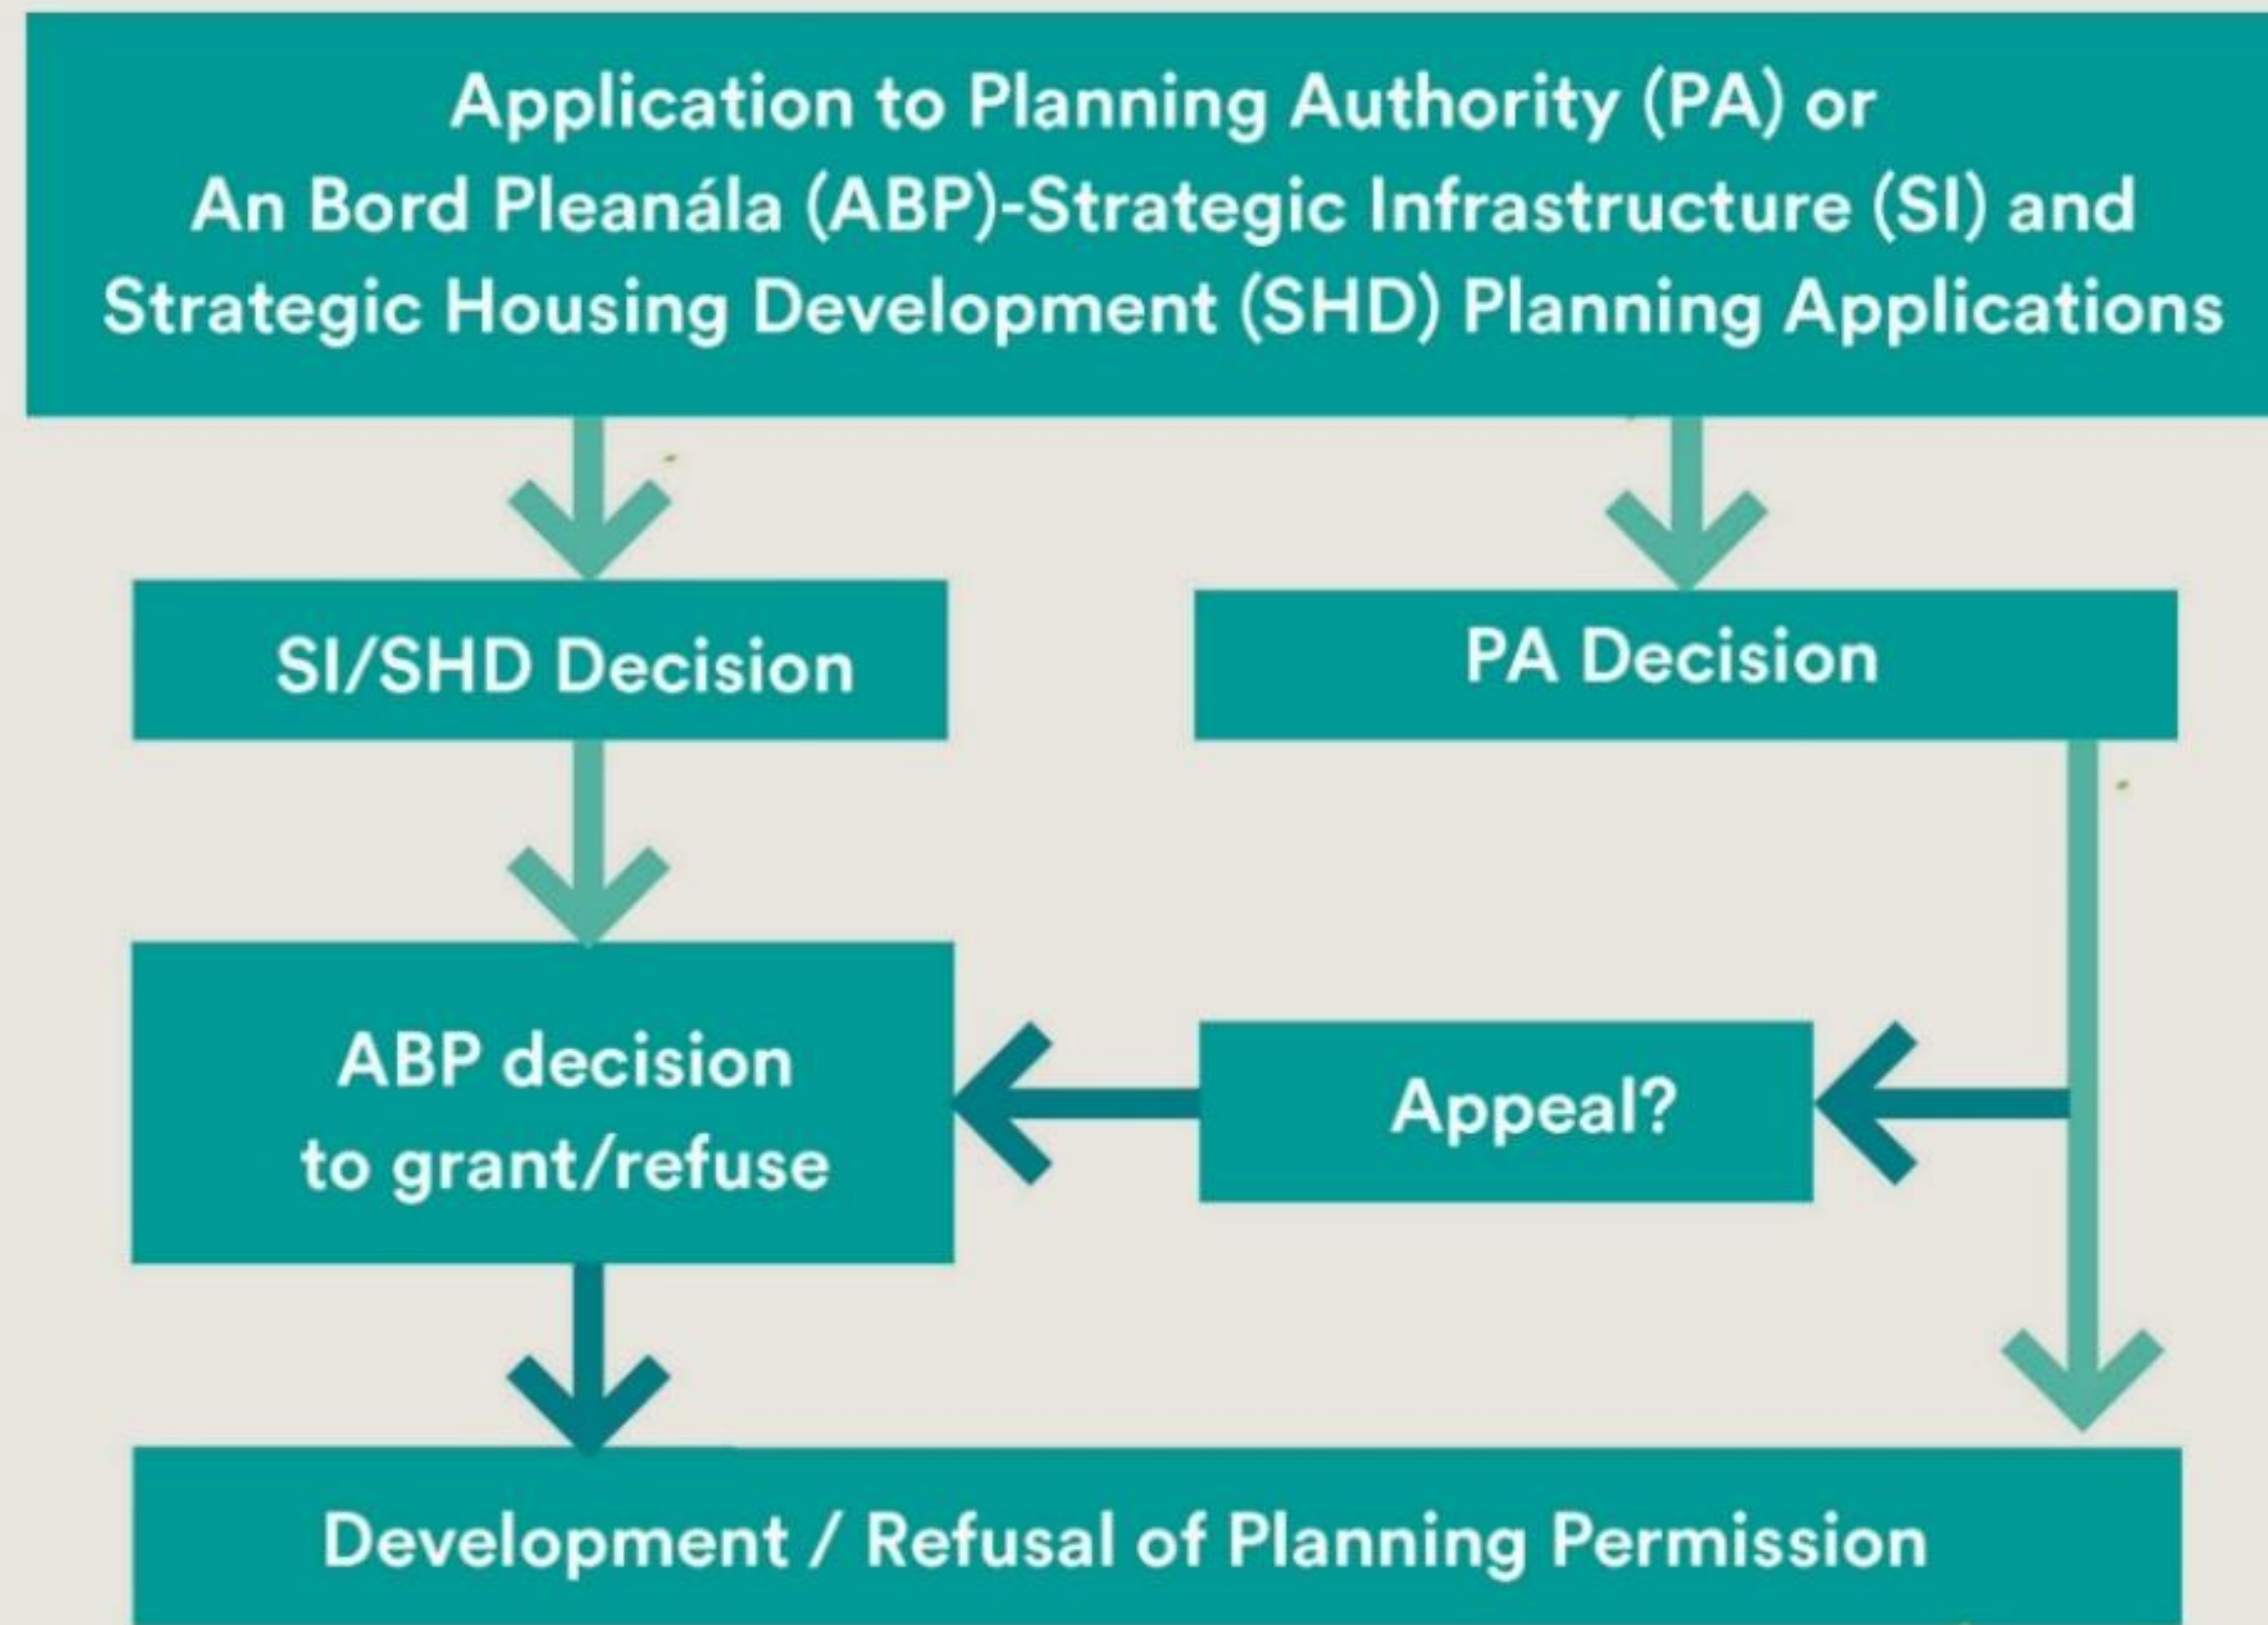 Application to Planning Authority (PA) or
An Bord Pleanála (ABP)-Strategic Infrastructure (SI) and
Strategic Housing Development (SHD) Planning Applications
SI/SHD Decision
PA Decision
ABP decision
to grant/refuse
Appeal?
Development / Refusal of Planning Permission